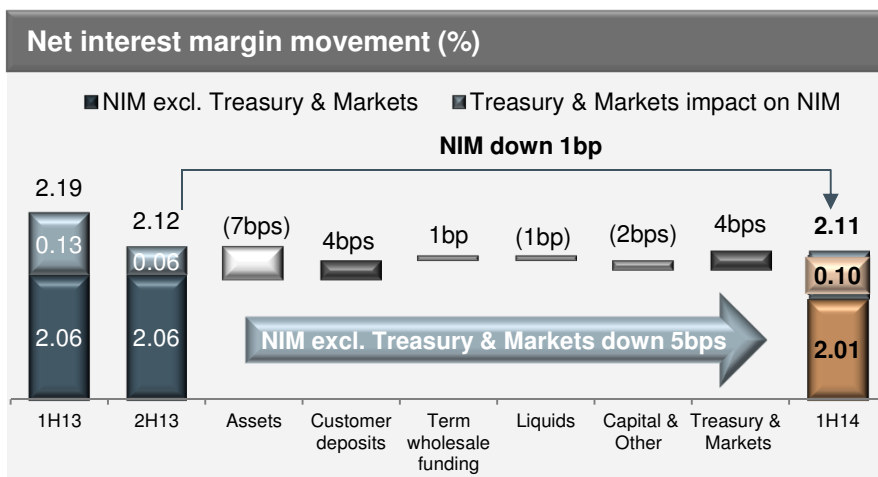 Net interest margin movement (%)
NIM excl. Treasury & Markets
Treasury & Markets impact on NIM
NIM down 1bp
2.19
0.13
2.06
2.12
0.06
2.06
(7bps)
4bps
1bp
(1bp)
(2bps)
4bps
2.11
0.10
2.01
NIM excl. Treasury & Markets down 5bps
1H13
2H13
Assets
Customer
deposits
Term
wholesale
funding
Liquids
Capital &
Other
Treasury &
Markets
1H14